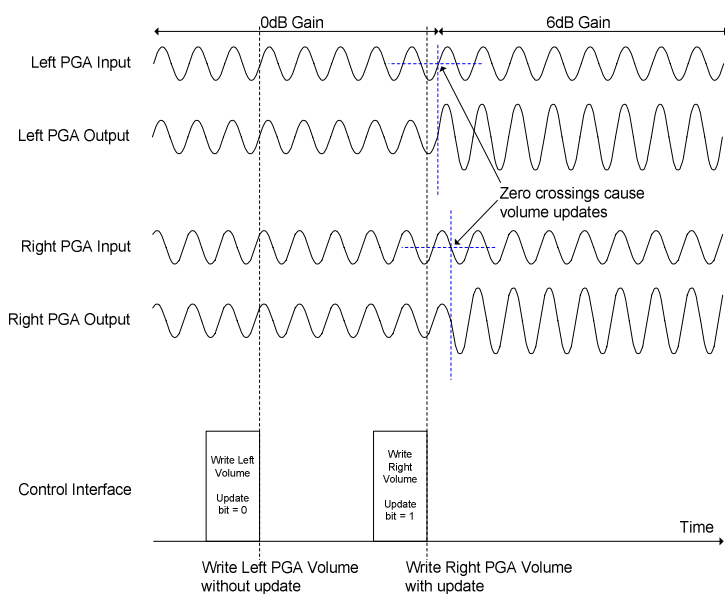 0dB Gain
6dB Gain
Left PGA Input
Left PGA Output
Zero crossings cause
volume updates
Right PGA Input
Right PGA Output
Control Interface
Write Left
Volume
Update
bit = 0
Write
Right
Volume
Update
bit = 1
Time
Write Left PGA Volume
without update
Write Right PGA Volume
with update